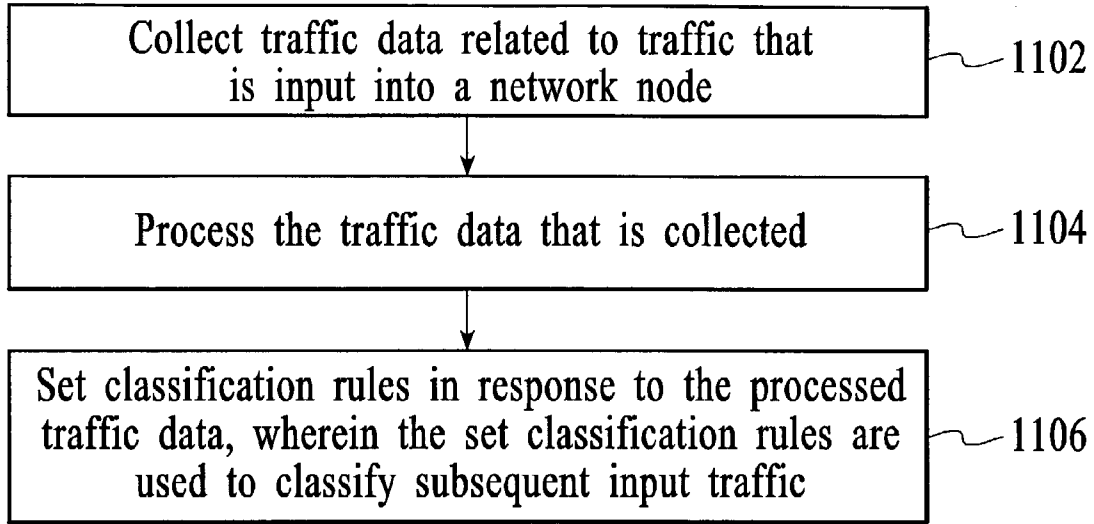 Collect traffic data related to traffic that
is input into a network node
1102
Process the traffic data that is collected
1104
Set classification rules in response to the processed
traffic data, wherein the set classification rules are
used to classify subsequent input traffic
1106